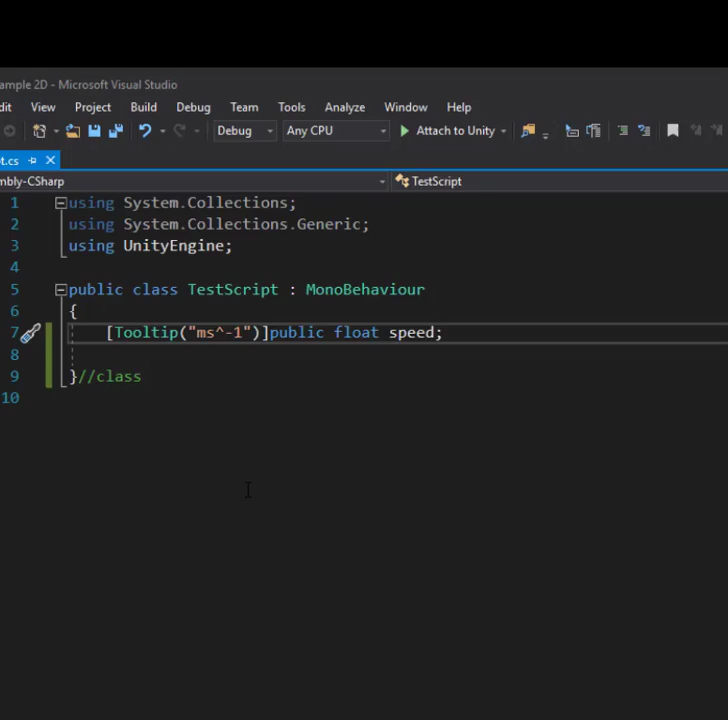 ample 2D - Microsoft Visual Studio
dit View Project Build Debug Team Tools Analyze Window Help
Debug Any CPU Attach to Unity
t.cs
mbly-CSharp TestScript
1 using System.Collections;
2 using System.Collections.Generic;
3 using UnityEngine;
4
5 public class TestScript : MonoBehaviour
6 {
7 [Tooltip("ms^-1")]public float speed;
8
9 }//class
10